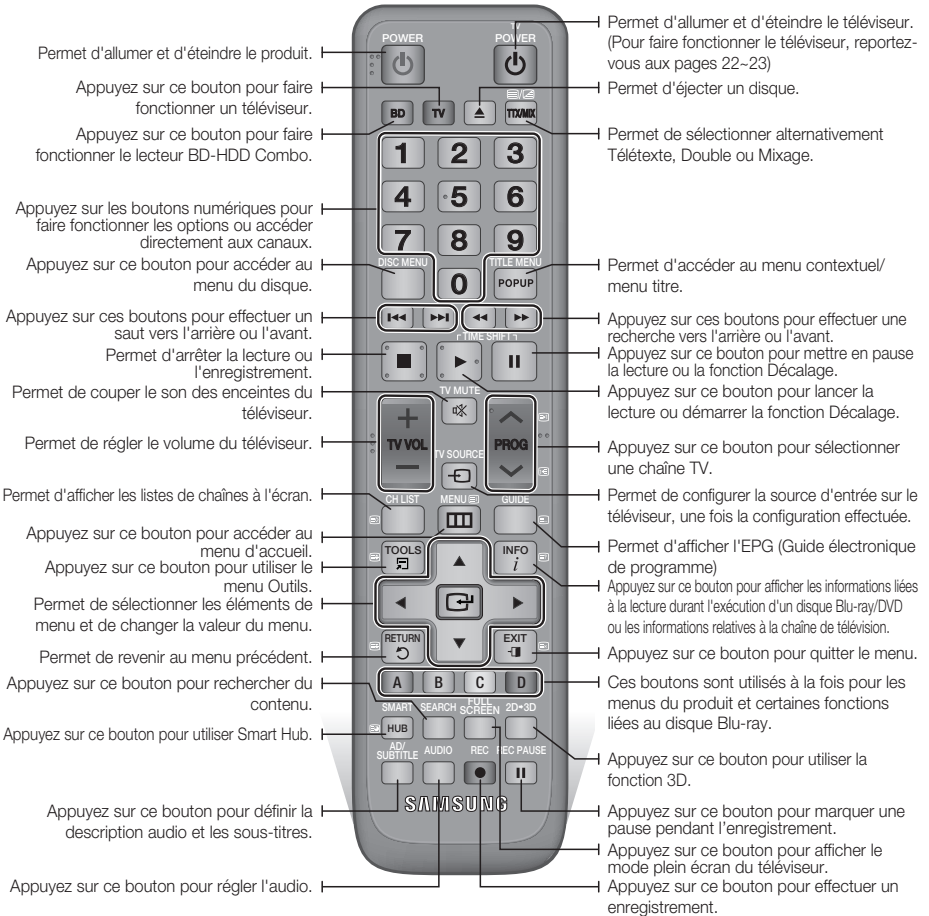 Permet d'allumer et d'éteindre le produit.
Appuyez sur ce bouton pour faire
fonctionner un téléviseur.
Appuyez sur ce bouton pour faire
fonctionner le lecteur BD-HDD Combo.
Appuyez sur les boutons numériques pour
faire fonctionner les options ou accéder
directement aux canaux.
Appuyez sur ce bouton pour accéder au
menu du disque.
Appuyez sur ces boutons pour effectuer un
saut vers l'arrière ou l'avant.
Permet d'arrêter la lecture ou
l'enregistrement.
Permet de couper le son des enceintes du
téléviseur.
Permet de régler le volume du téléviseur.
Permet d'afficher les listes de chaînes à l'écran.
Appuyez sur ce bouton pour accéder au
menu d'accueil.
Appuyez sur ce bouton pour utiliser le
menu Outils.
Permet de sélectionner les éléments de
menu et de changer la valeur du menu.
Permet de revenir au menu précédent.
Appuyez sur ce bouton pour rechercher du
contenu.
Appuyez sur ce bouton pour utiliser Smart Hub.
Appuyez sur ce bouton pour définir la
description audio et les sous-titres.
Appuyez sur ce bouton pour régler l'audio.
TV
POWER POWER
BD TV TTX/MIX
1 2 3
4 5 6
7 8 9
DISC MENU TITLE MENU
0 POPUP
TIME SHIFT
TV MUTE
TV VOL PROG
TV SOURCE
CH LIST MENU GUIDE
TOOLS INFO
i
RETURN EXIT
A B C D
SMART SEARCH FULL SCREEN 2D→3D
HUB
AD/
SUBTITLE AUDIO REC REC PAUSE
SAMSUNG
Permet d'allumer et d'éteindre le téléviseur.
(Pour faire fonctionner le téléviseur, reportez-
vous aux pages 22~23)
Permet d'éjecter un disque.
Permet de sélectionner alternativement
Télétexte, Double ou Mixage.
Permet d'accéder au menu contextuel/
menu titre.
Appuyez sur ces boutons pour effectuer une
recherche vers l'arrière ou l'avant.
Appuyez sur ce bouton pour mettre en pause
la lecture ou la fonction Décalage.
Appuyez sur ce bouton pour lancer la
lecture ou démarrer la fonction Décalage.
Appuyez sur ce bouton pour sélectionner
une chaîne TV.
Permet de configurer la source d'entrée sur le
téléviseur, une fois la configuration effectuée.
Permet d'afficher l'EPG (Guide électronique
de programme)
Appuyez sur ce bouton pour afficher les informations liées
à la lecture durant l'exécution d'un disque Blu-ray/DVD
ou les informations relatives à la chaîne de télévision.
Appuyez sur ce bouton pour quitter le menu.
Ces boutons sont utilisés à la fois pour les
menus du produit et certaines fonctions
liées au disque Blu-ray.
Appuyez sur ce bouton pour utiliser la
fonction 3D.
Appuyez sur ce bouton pour marquer une
pause pendant l'enregistrement.
Appuyez sur ce bouton pour afficher le
mode plein écran du téléviseur.
Appuyez sur ce bouton pour effectuer un
enregistrement.